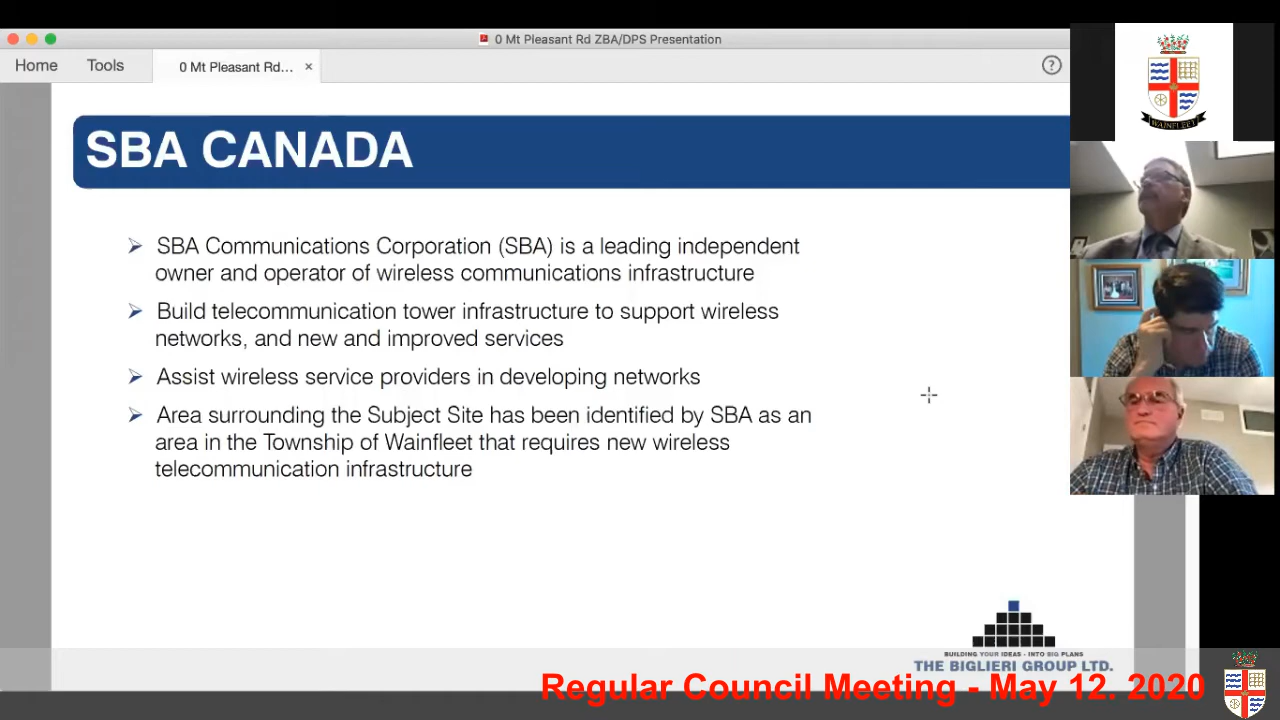 0 Mt Pleasant Rd ZBA/DPS Presentation
Home
Tools
0 Mt Pleasant Rd...
×
?
SBA CANADA
SBA Communications Corporation (SBA) is a leading independent
owner and operator of wireless communications infrastructure
Build telecommunication tower infrastructure to support wireless
networks, and new and improved services
Assist wireless service providers in developing networks
Area surrounding the Subject Site has been identified by SBA as an
area in the Township of Wainfleet that requires new wireless
telecommunication infrastructure
WAINFLEET
BUILDING YOUR IDEAS - INTO BIG PLANS
THE BIGLIERI GROUP LTD.
Regular Council Meeting - May 12. 2020